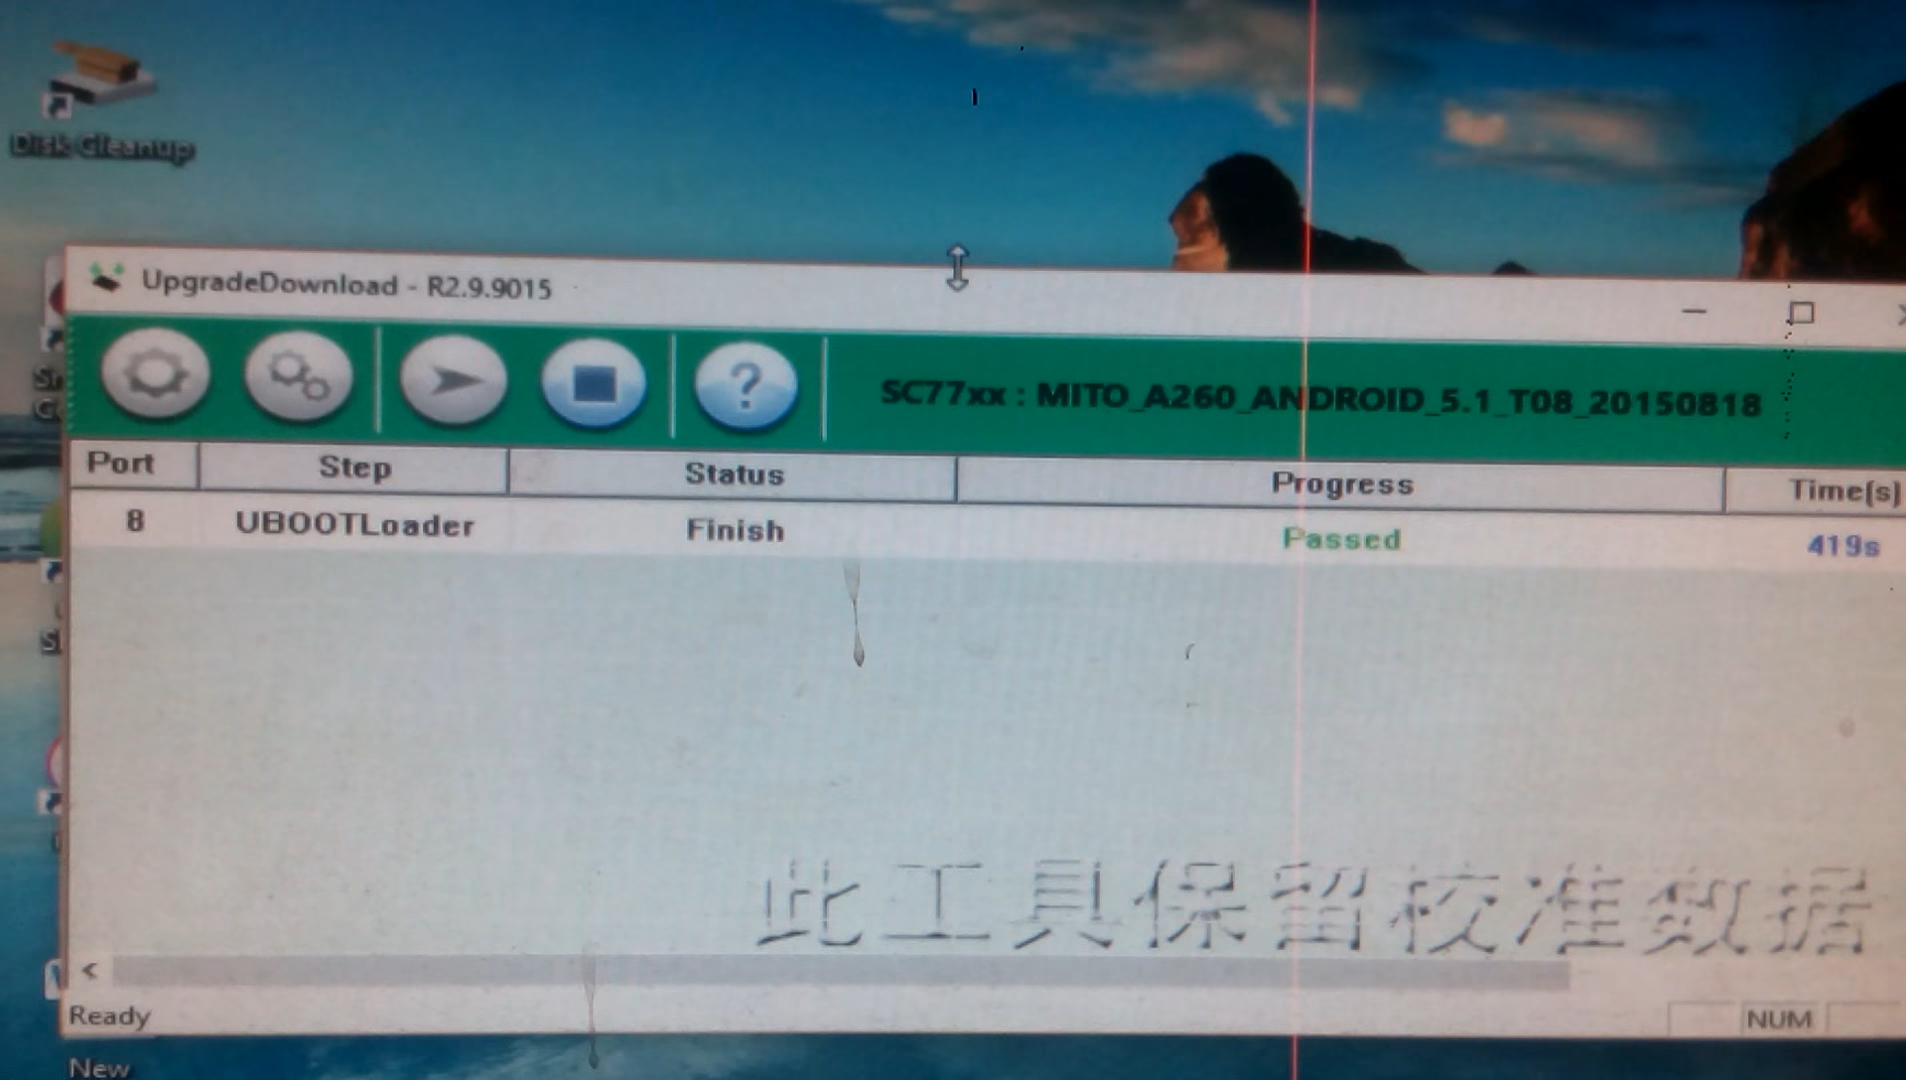 Disk Cleanup
UpgradeDownload - R2.9.9015
SC77xx : MITO_A260_ANDROID_5.1_T08_20150818
Port Step Status Progress Time(s)
8 UBOOTLoader Finish Passed 419s
此工具保留校准数据
Ready NUM
New